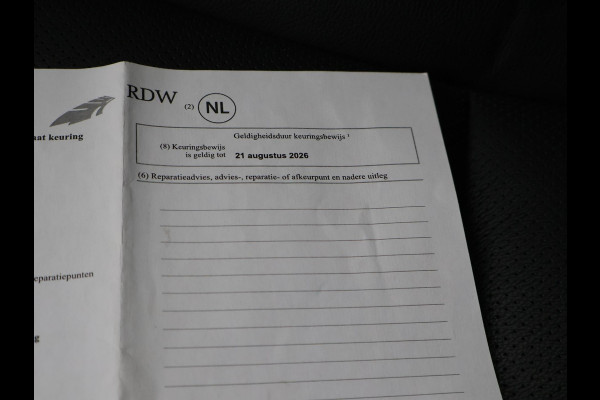 RDW
(2) NL
aat keuring
Geldigheidsduur keuringsbewijs ¹
(8) Keuringsbewijs
is geldig tot 21 augustus 2026
(6) Reparatieadvies, advies-, reparatie- of afkeurpunt en nadere uitleg
eparatiepunten
g